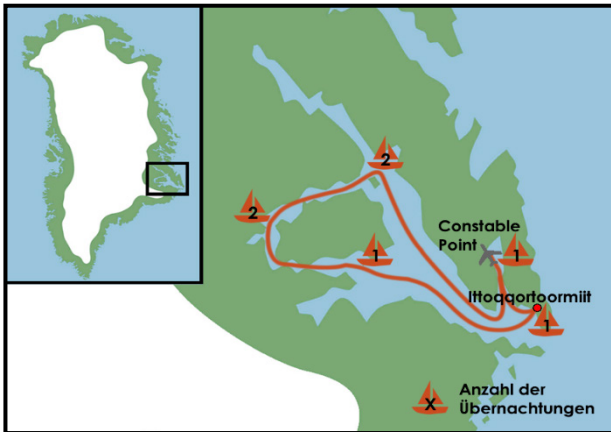 2
2
Constable
Point
1
1
Ittoqqortoormiit
1
X
Anzahl der
Übernachtungen